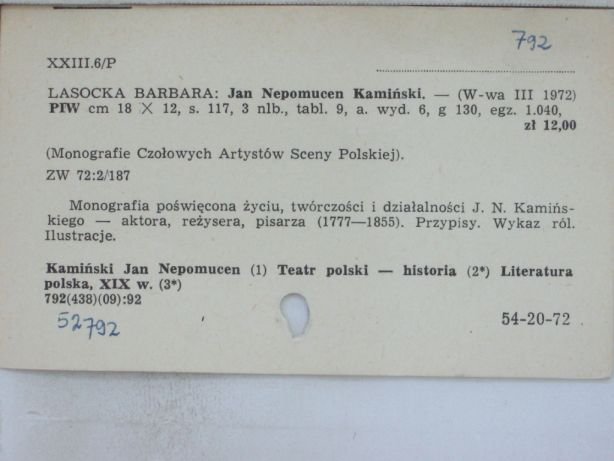 792
XXIII.6/P
LASOCKA BARBARA: Jan Nepomucen Kamiński. — (W-wa III 1972)
PIW cm 18 X 12, s. 117, 3 nlb., tabl. 9, a. wyd. 6, g 130, egz. 1.040,
zł 12,00
(Monografie Czołowych Artystów Sceny Polskiej).
ZW 72:2/187
Monografia poświęcona życiu, twórczości i działalności J. N. Kamiń-
skiego — aktora, reżysera, pisarza (1777—1855). Przypisy. Wykaz ról.
Ilustracje.
Kamiński Jan Nepomucen (1) Teatr polski — historia (2*) Literatura
polska, XIX w. (3*)
792(438)(09):92
52792
54-20-72